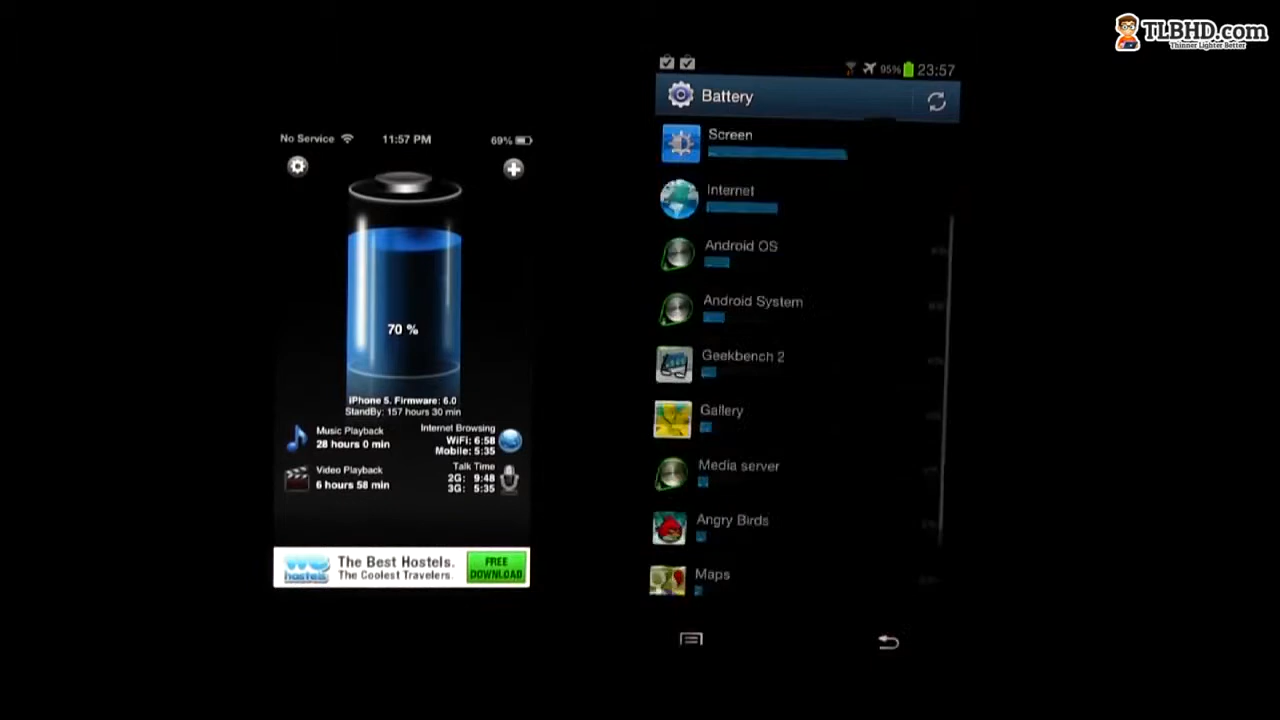 TLBHD.com
Thinner Lighter Better
No Service
11:57 PM
69%
70 %
iPhone 5. Firmware: 6.0
StandBy: 157 hours 30 min
Music Playback
28 hours 0 min
Internet Browsing
WiFi: 6:58
Mobile: 5:35
Video Playback
6 hours 58 min
Talk Time
2G: 9:48
3G: 5:35
The Best Hostels.
The Coolest Travelers.
FREE
DOWNLOAD
we
hostels
95% 23:57
Battery
Screen
Internet
Android OS
Android System
Geekbench 2
Gallery
Media server
Angry Birds
Maps